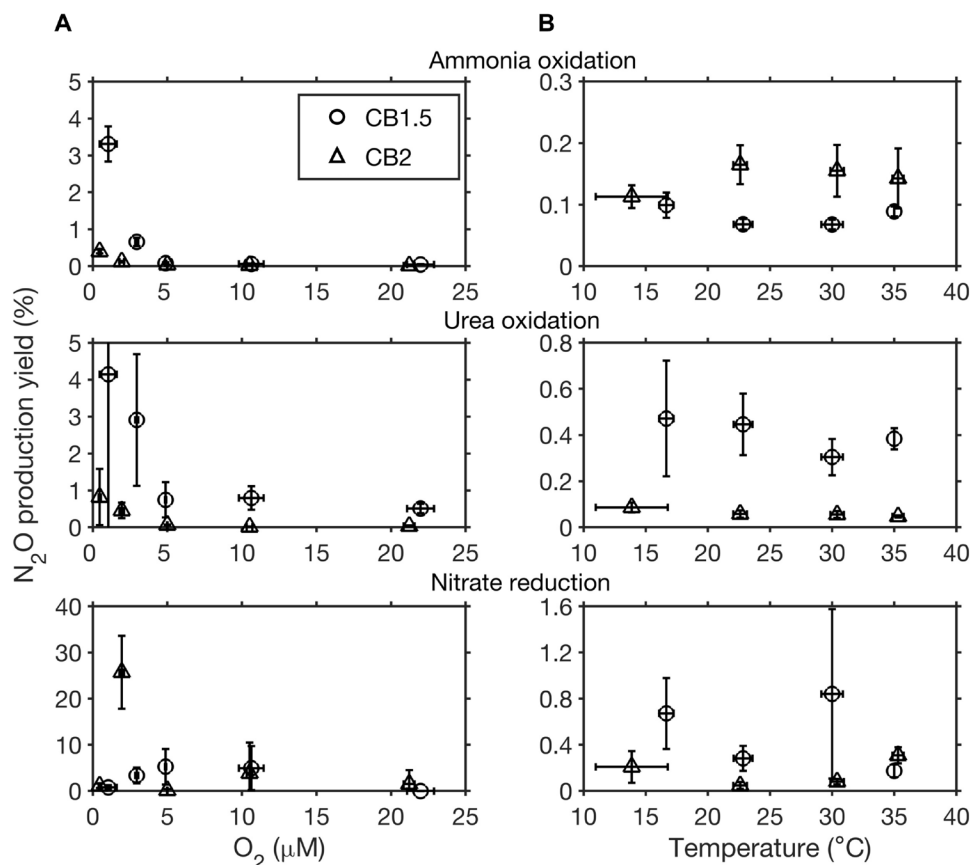 A B
Ammonia oxidation
5
4
3
2
1
0
0 5 10 15 20 25
CB1.5
CB2
0.3
0.2
0.1
0
10 15 20 25 30 35 40
Urea oxidation
N₂O production yield (%)
5
4
3
2
1
0
0 5 10 15 20 25
0.8
0.6
0.4
0.2
0
10 15 20 25 30 35 40
Nitrate reduction
40
30
20
10
0
0 5 10 15 20 25
O₂ (μM)
1.6
1.2
0.8
0.4
0
10 15 20 25 30 35 40
Temperature (°C)